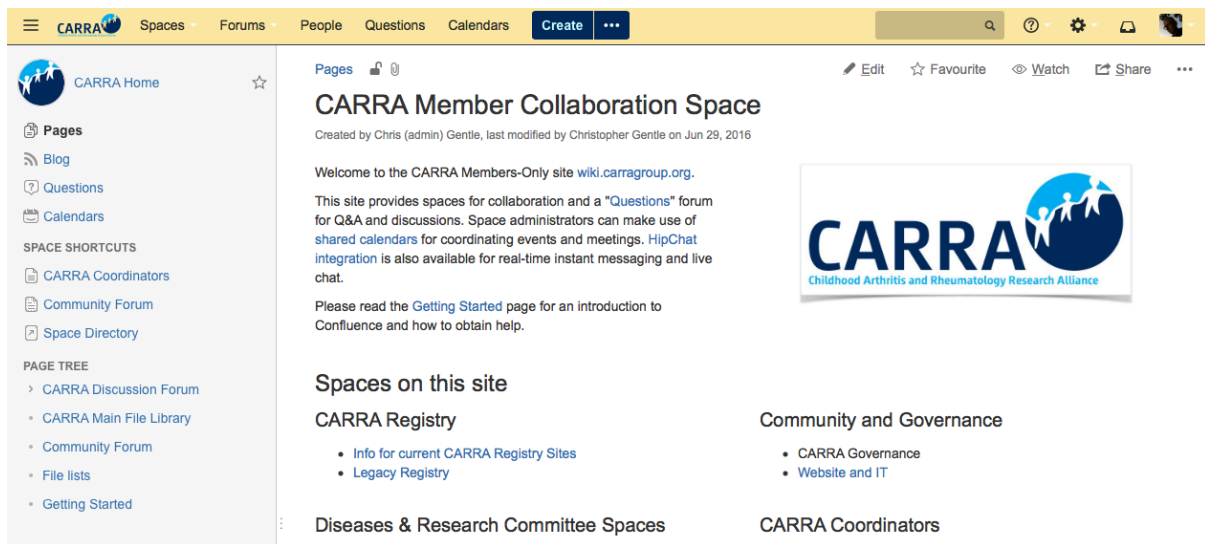 CARRA Spaces Forums People Questions Calendars Create •••
CARRA Home
Pages
Blog
Questions
Calendars
SPACE SHORTCUTS
CARRA Coordinators
Community Forum
Space Directory
PAGE TREE
CARRA Discussion Forum
CARRA Main File Library
Community Forum
File lists
Getting Started
Pages
Edit Favourite Watch Share •••
CARRA Member Collaboration Space
Created by Chris (admin) Gentle, last modified by Christopher Gentle on Jun 29, 2016
Welcome to the CARRA Members-Only site wiki.carragroup.org.
This site provides spaces for collaboration and a "Questions" forum
for Q&A and discussions. Space administrators can make use of
shared calendars for coordinating events and meetings. HipChat
integration is also available for real-time instant messaging and live
chat.
Please read the Getting Started page for an introduction to
Confluence and how to obtain help.
CARRA
Childhood Arthritis and Rheumatology Research Alliance
Spaces on this site
CARRA Registry
• Info for current CARRA Registry Sites
• Legacy Registry
Community and Governance
• CARRA Governance
• Website and IT
Diseases & Research Committee Spaces
CARRA Coordinators